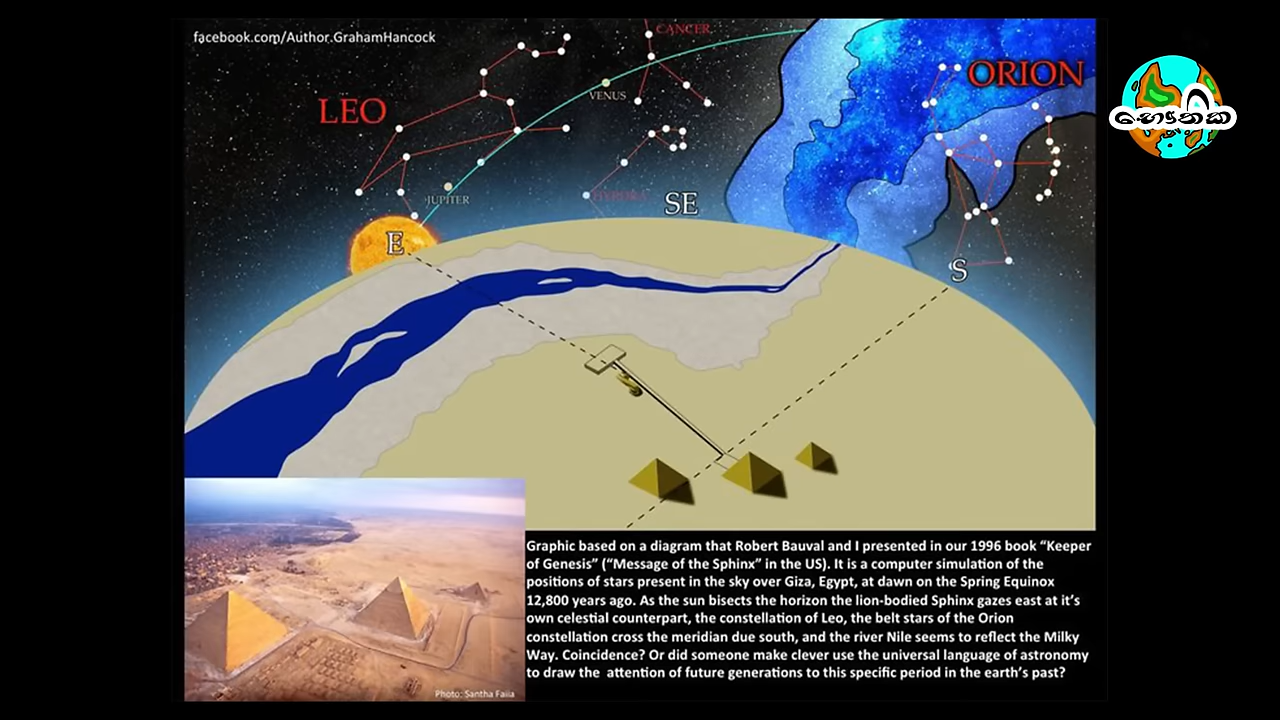 facebook.com/Author.GrahamHancock
CANCER
ORION
LEO
VENUS
JUPITER
HYDRA
SE
E
S
භෞතික
Graphic based on a diagram that Robert Bauval and I presented in our 1996 book “Keeper
of Genesis” (“Message of the Sphinx” in the US). It is a computer simulation of the
positions of stars present in the sky over Giza, Egypt, at dawn on the Spring Equinox
12,800 years ago. As the sun bisects the horizon the lion-bodied Sphinx gazes east at it’s
own celestial counterpart, the constellation of Leo, the belt stars of the Orion
constellation cross the meridian due south, and the river Nile seems to reflect the Milky
Way. Coincidence? Or did someone make clever use the universal language of astronomy
to draw the attention of future generations to this specific period in the earth’s past?
Photo: Santha Faiia